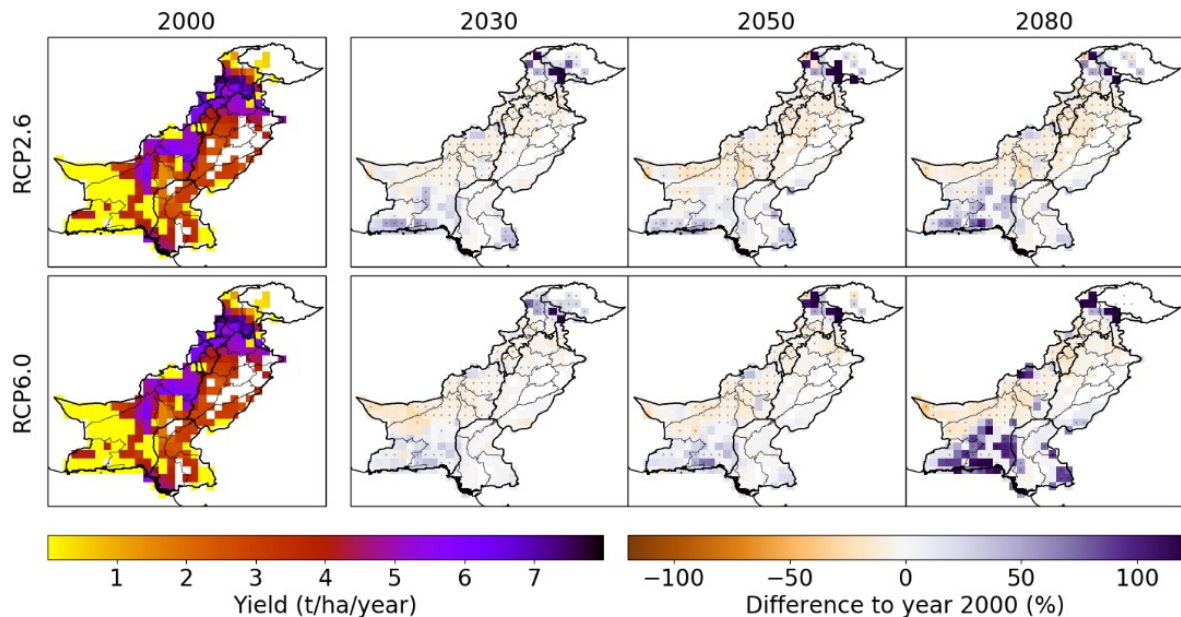 2000 2030 2050 2080
RCP2.6
RCP6.0
1 2 3 4 5 6 7 −100 −50 0 50 100
Yield (t/ha/year) Difference to year 2000 (%)